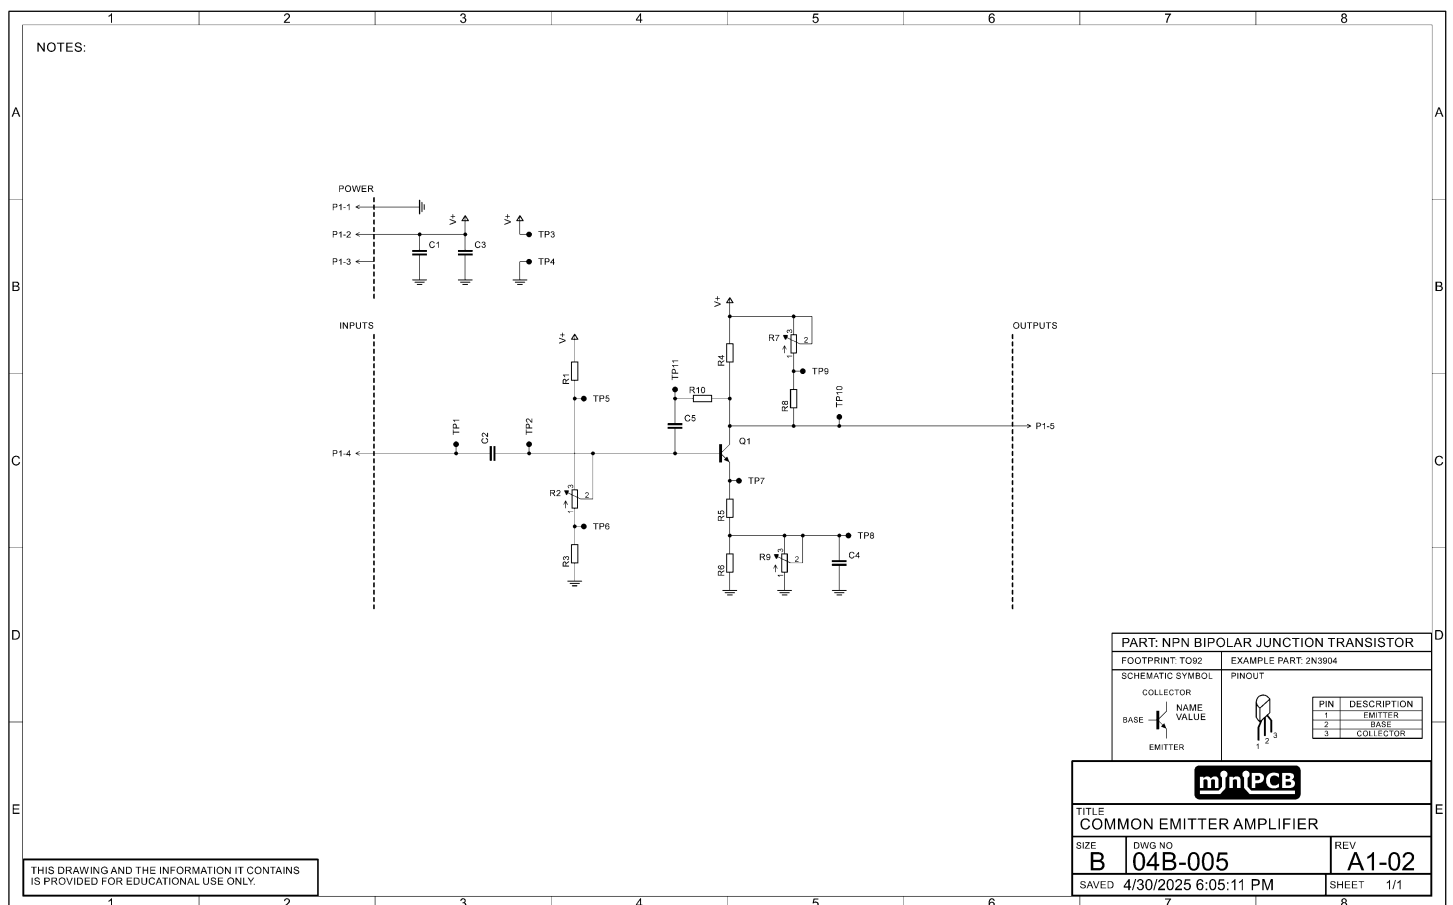 1 2 3 4 5 6 7 8
NOTES:
A A
POWER
P1-1
V+ V+
P1-2 TP3
C1 C3
P1-3 TP4
B B
V+
INPUTS OUTPUTS
V+ R7 3 2 1
R4
R1 TP11 TP9
R10
TP5 R8 TP10
C5
TP1 C2 TP2 P1-5
Q1
P1-4
C C
TP7
R2 3 2 1
R5
TP6
TP8
R3 R6 R9 3 2 1 C4
D D
PART: NPN BIPOLAR JUNCTION TRANSISTOR
FOOTPRINT: TO92 EXAMPLE PART: 2N3904
SCHEMATIC SYMBOL PINOUT
COLLECTOR
BASE NAME
VALUE
EMITTER
1 2 3
PIN DESCRIPTION
1 EMITTER
2 BASE
3 COLLECTOR
miniPCB
E E
TITLE
COMMON EMITTER AMPLIFIER
SIZE DWG NO REV
B 04B-005 A1-02
SAVED 4/30/2025 6:05:11 PM SHEET 1/1
THIS DRAWING AND THE INFORMATION IT CONTAINS
IS PROVIDED FOR EDUCATIONAL USE ONLY.
1 2 3 4 5 6 7 8